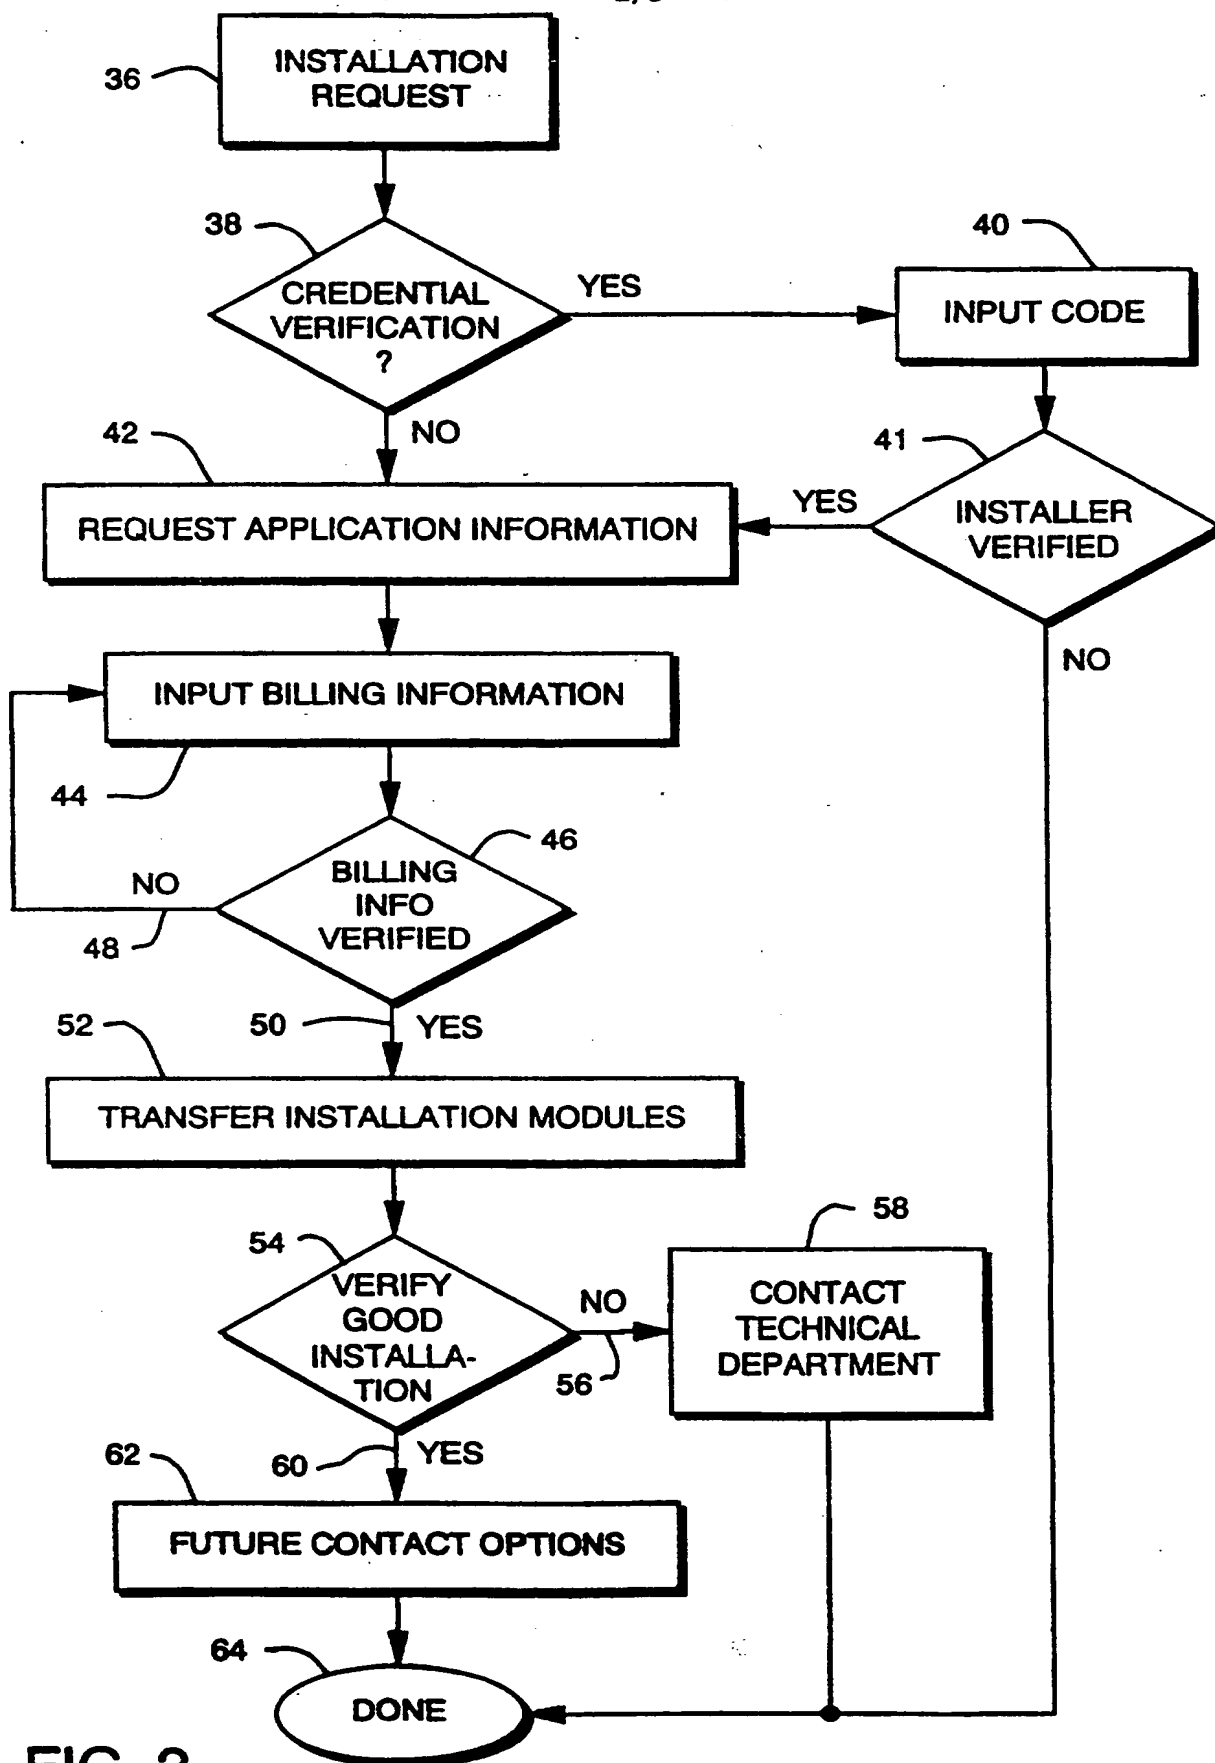 INSTALLATION
REQUEST
36
38
CREDENTIAL
VERIFICATION
?
YES
40
INPUT CODE
NO
42
REQUEST APPLICATION INFORMATION
YES
41
INSTALLER
VERIFIED
NO
INPUT BILLING INFORMATION
44
46
BILLING
INFO
VERIFIED
NO
48
50
YES
52
TRANSFER INSTALLATION MODULES
54
VERIFY
GOOD
INSTALLA-
TION
NO
56
58
CONTACT
TECHNICAL
DEPARTMENT
60
YES
62
FUTURE CONTACT OPTIONS
64
DONE